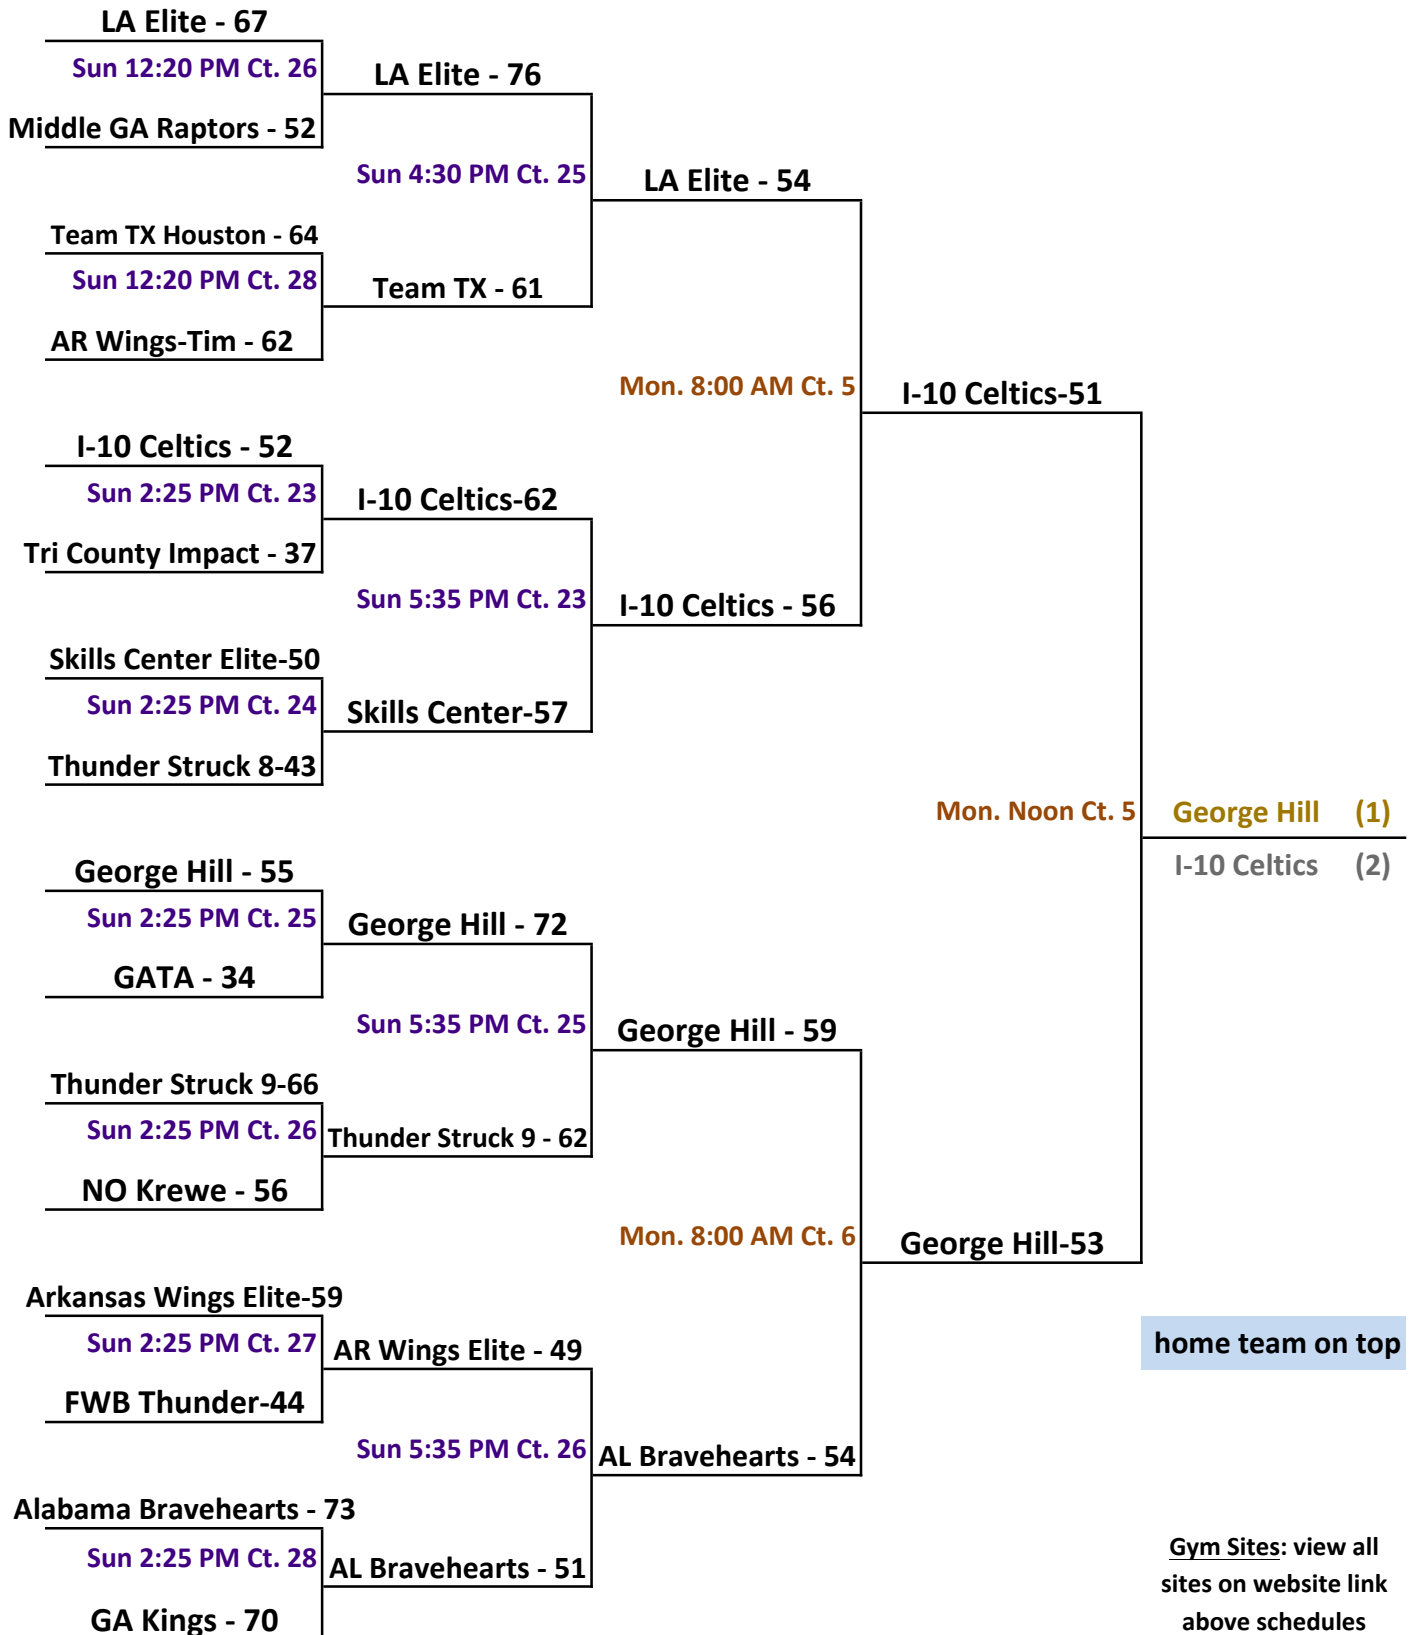 LA Elite - 67
Sun 12:20 PM Ct. 26
LA Elite - 76
Middle GA Raptors - 52
Sun 4:30 PM Ct. 25
LA Elite - 54
Team TX Houston - 64
Sun 12:20 PM Ct. 28
Team TX - 61
AR Wings-Tim - 62
Mon. 8:00 AM Ct. 5
I-10 Celtics-51
I-10 Celtics - 52
Sun 2:25 PM Ct. 23
I-10 Celtics-62
Tri County Impact - 37
Sun 5:35 PM Ct. 23
I-10 Celtics - 56
Skills Center Elite-50
Sun 2:25 PM Ct. 24
Skills Center-57
Thunder Struck 8-43
Mon. Noon Ct. 5
George Hill (1)
I-10 Celtics (2)
George Hill - 55
Sun 2:25 PM Ct. 25
George Hill - 72
GATA - 34
Sun 5:35 PM Ct. 25
George Hill - 59
Thunder Struck 9-66
Sun 2:25 PM Ct. 26
Thunder Struck 9 - 62
NO Krewe - 56
Mon. 8:00 AM Ct. 6
George Hill-53
Arkansas Wings Elite-59
Sun 2:25 PM Ct. 27
AR Wings Elite - 49
home team on top
FWB Thunder-44
Sun 5:35 PM Ct. 26
AL Bravehearts - 54
Alabama Bravehearts - 73
Sun 2:25 PM Ct. 28
AL Bravehearts - 51
GA Kings - 70
Gym Sites: view all
sites on website link
above schedules